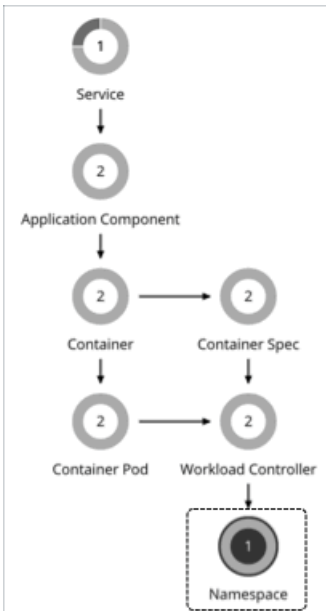 1
Service
2
Application Component
2 2
Container Container Spec
2 2
Container Pod Workload Controller
1
Namespace